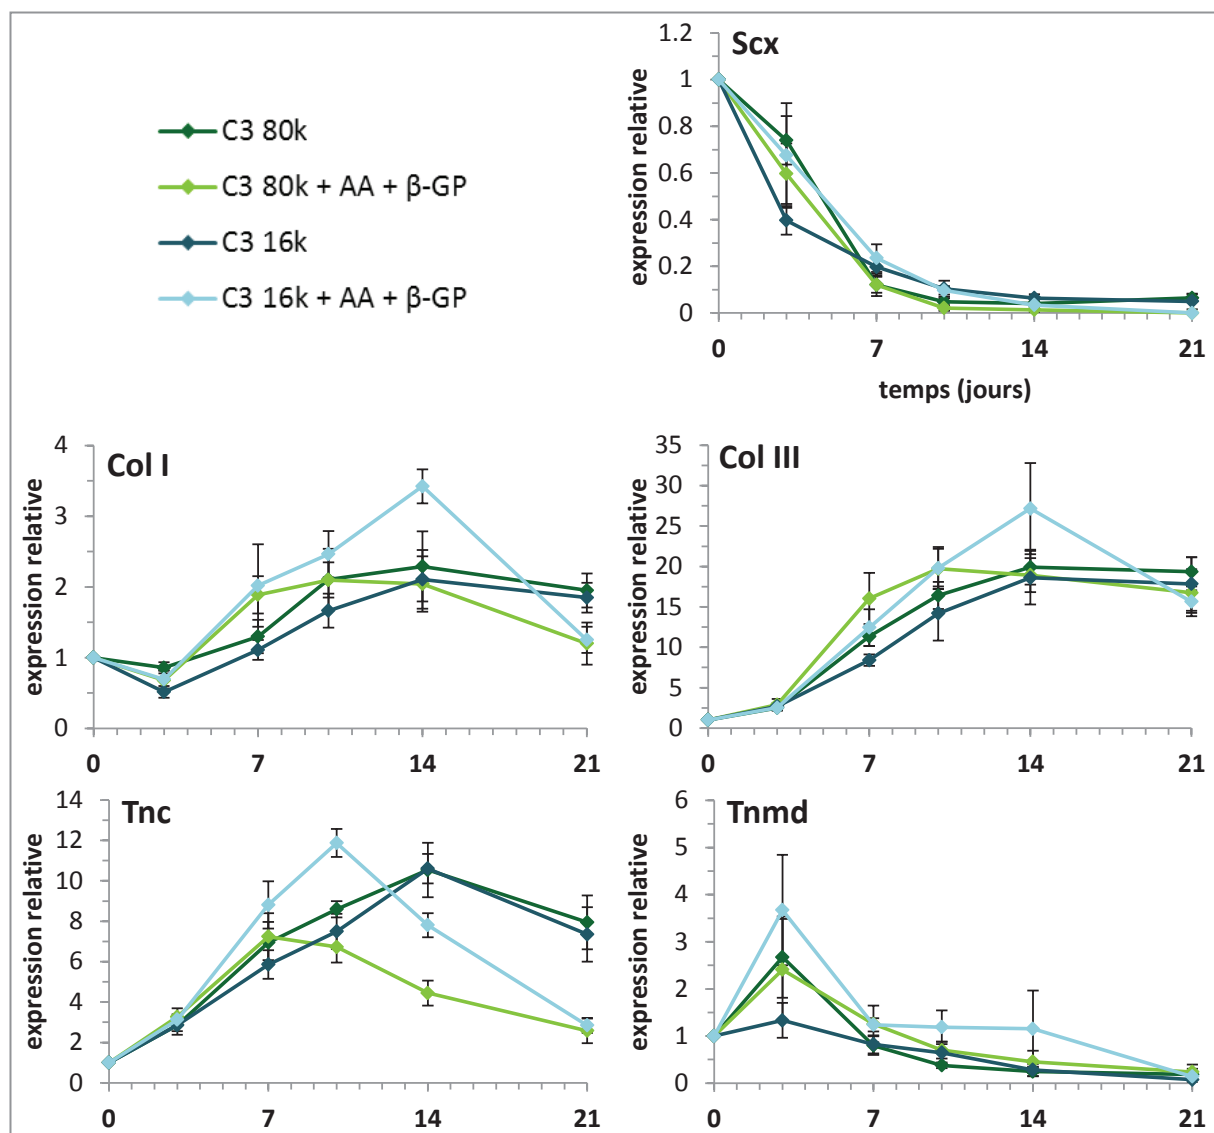 C3 80k
C3 80k + AA + β-GP
C3 16k
C3 16k + AA + β-GP
Scx
expression relative
1.2
1
0.8
0.6
0.4
0.2
0
0 7 14 21
temps (jours)
Col I
expression relative
4
3
2
1
0
0 7 14 21
Col III
expression relative
35
30
25
20
15
10
5
0
0 7 14 21
Tnc
expression relative
14
12
10
8
6
4
2
0
0 7 14 21
Tnmd
expression relative
6
5
4
3
2
1
0
0 7 14 21